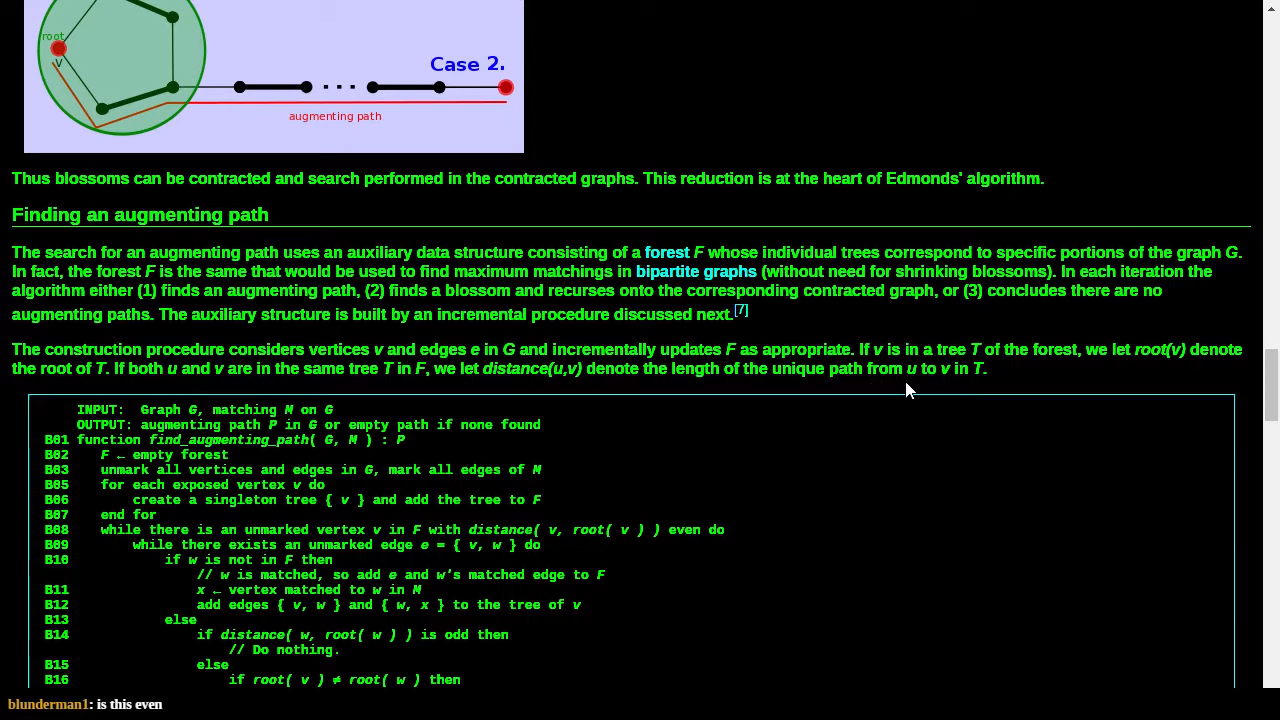 root
v
Case 2.
augmenting path
Thus blossoms can be contracted and search performed in the contracted graphs. This reduction is at the heart of Edmonds' algorithm.
Finding an augmenting path
The search for an augmenting path uses an auxiliary data structure consisting of a forest F whose individual trees correspond to specific portions of the graph G.
In fact, the forest F is the same that would be used to find maximum matchings in bipartite graphs (without need for shrinking blossoms). In each iteration the
algorithm either (1) finds an augmenting path, (2) finds a blossom and recurses onto the corresponding contracted graph, or (3) concludes there are no
augmenting paths. The auxiliary structure is built by an incremental procedure discussed next.[7]
The construction procedure considers vertices v and edges e in G and incrementally updates F as appropriate. If v is in a tree T of the forest, we let root(v) denote
the root of T. If both u and v are in the same tree T in F, we let distance(u,v) denote the length of the unique path from u to v in T.
INPUT:  Graph G, matching M on G
OUTPUT: augmenting path P in G or empty path if none found
B01 function find_augmenting_path( G, M ) : P
B02    F ← empty forest
B03    unmark all vertices and edges in G, mark all edges of M
B05    for each exposed vertex v do
B06        create a singleton tree { v } and add the tree to F
B07    end for
B08    while there is an unmarked vertex v in F with distance( v, root( v ) ) even do
B09        while there exists an unmarked edge e = { v, w } do
B10            if w is not in F then
// w is matched, so add e and w's matched edge to F
B11                x ← vertex matched to w in M
B12                add edges { v, w } and { w, x } to the tree of v
B13            else
B14                if distance( w, root( w ) ) is odd then
// Do nothing.
B15                else
B16                    if root( v ) ≠ root( w ) then
blunderman1: is this even